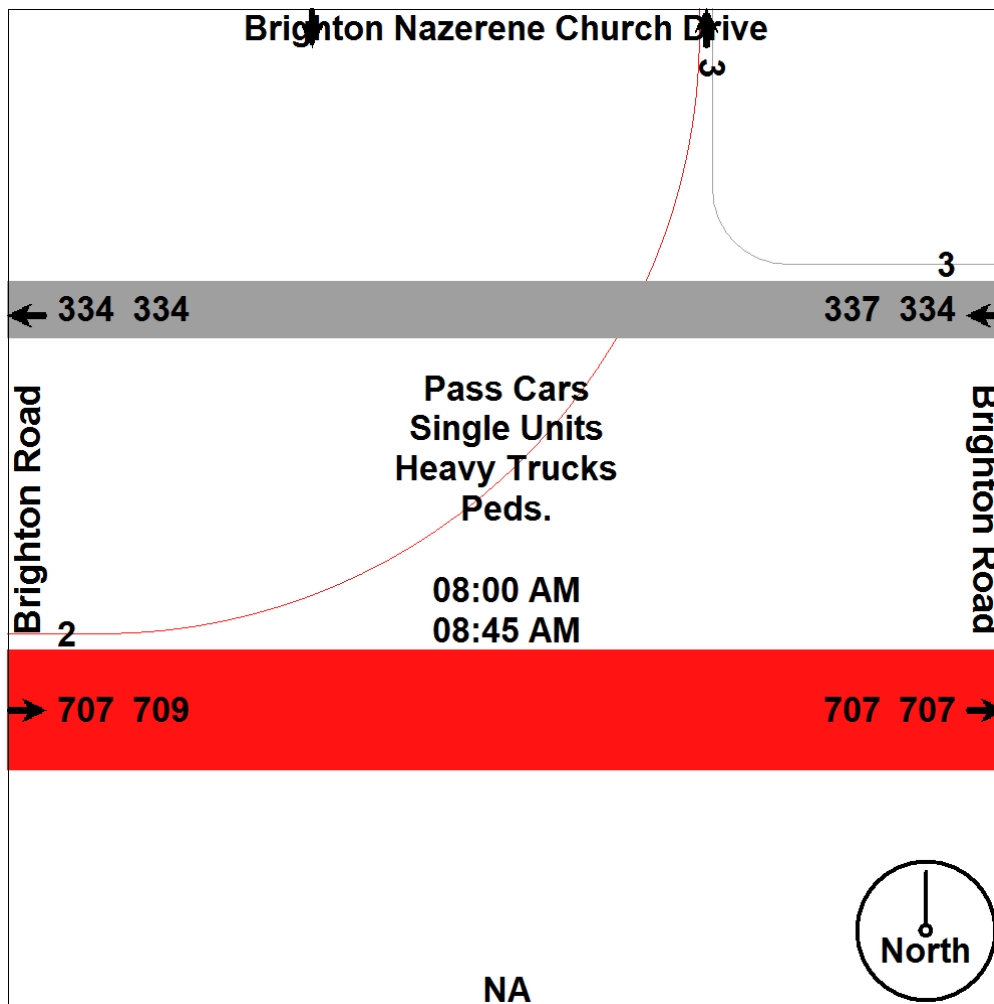 Brighton Nazerene Church Drive
3
3
334 334
337 334
Brighton Road
Pass Cars
Single Units
Heavy Trucks
Peds.
Brighton Road
08:00 AM
08:45 AM
2
707 709
707 707
North
NA